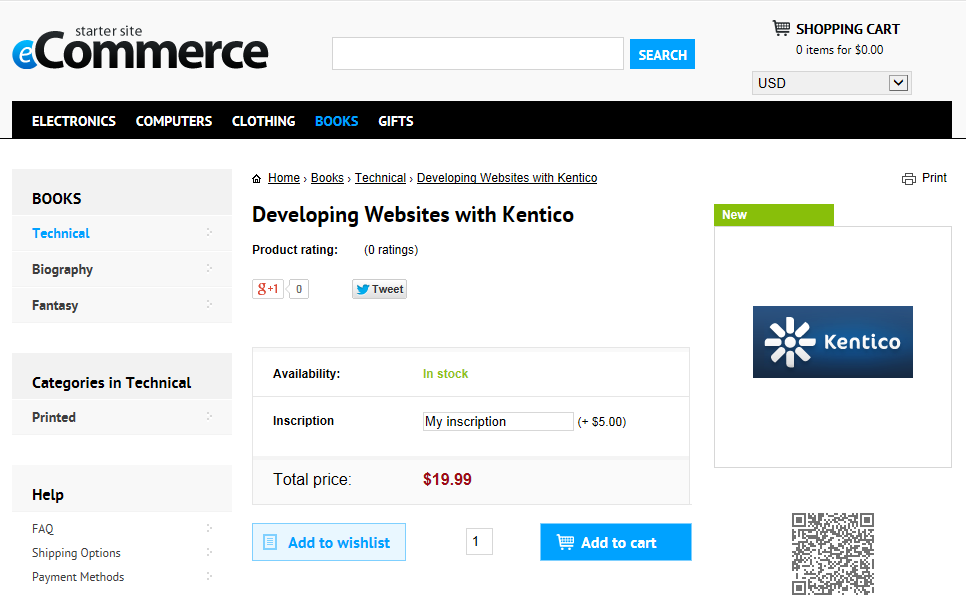 starter site
eCommerce
SEARCH
SHOPPING CART
0 items for $0.00
USD
ELECTRONICS COMPUTERS CLOTHING BOOKS GIFTS
BOOKS
Technical
Biography
Fantasy
Categories in Technical
Printed
Help
FAQ
Shipping Options
Payment Methods
Home › Books › Technical › Developing Websites with Kentico
Print
Developing Websites with Kentico
Product rating: (0 ratings)
g+1 0 Tweet
Availability: In stock
Inscription My inscription (+ $5.00)
Total price: $19.99
Add to wishlist 1 Add to cart
New
Kentico